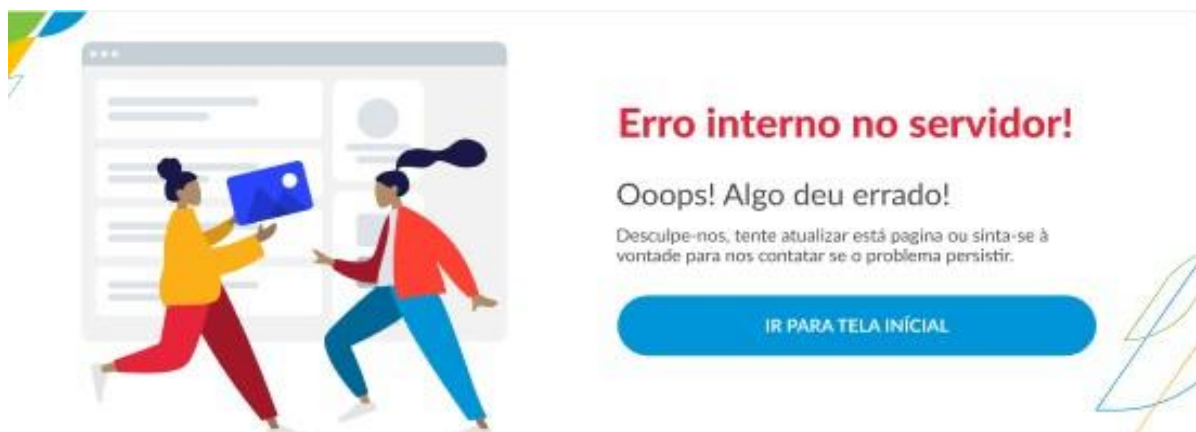 Erro interno no servidor!
Ooops! Algo deu errado!
Desculpe-nos, tente atualizar está pagina ou sinta-se à
vontade para nos contatar se o problema persistir.
IR PARA TELA INÍCIAL